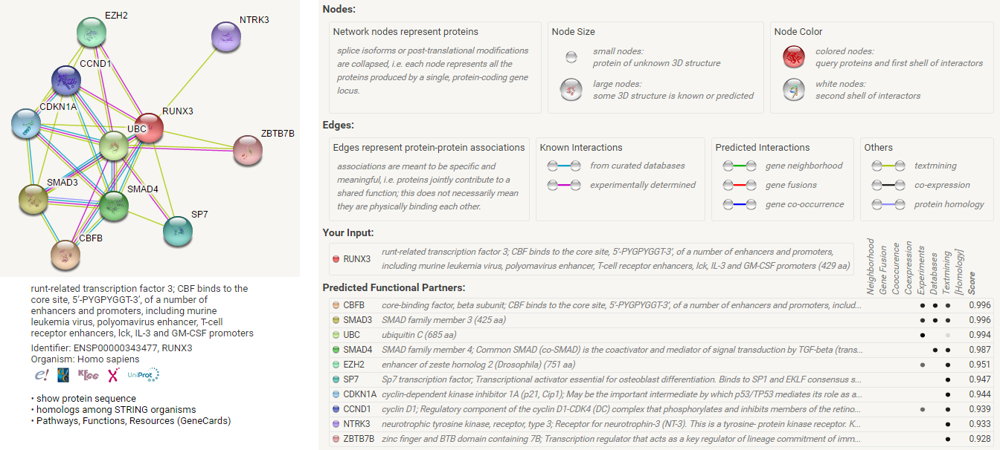 EZH2
NTRK3
CCND1
CDKN1A
RUNX3
UBC
ZBTB7B
SMAD3
SMAD4
SP7
CBFB
runt-related transcription factor 3; CBF binds to the
core site, 5'-PYGPYGGT-3', of a number of
enhancers and promoters, including murine
leukemia virus, polyomavirus enhancer, T-cell
receptor enhancers, lck, IL-3 and GM-CSF promoters
Identifier: ENSP00000343477, RUNX3
Organism: Homo sapiens
e! KEGG X UniProt
• show protein sequence
• homologs among STRING organisms
• Pathways, Functions, Resources (GeneCards)
Nodes:
Network nodes represent proteins
splice isoforms or post-translational modifications
are collapsed, i.e. each node represents all the
proteins produced by a single, protein-coding gene
locus.
Node Size
small nodes:
protein of unknown 3D structure
large nodes:
some 3D structure is known or predicted
Node Color
colored nodes:
query proteins and first shell of interactors
white nodes:
second shell of interactors
Edges:
Edges represent protein-protein associations
associations are meant to be specific and
meaningful, i.e. proteins jointly contribute to a
shared function; this does not necessarily mean
they are physically binding each other.
Known Interactions
from curated databases
experimentally determined
Predicted Interactions
gene neighborhood
gene fusions
gene co-occurrence
Others
textmining
co-expression
protein homology
Your Input:
RUNX3 runt-related transcription factor 3; CBF binds to the core site, 5'-PYGPYGGT-3', of a number of enhancers and promoters,
including murine leukemia virus, polyomavirus enhancer, T-cell receptor enhancers, lck, IL-3 and GM-CSF promoters (429 aa)
Neighborhood
Gene Fusion
Cooccurence
Coexpression
Experiments
Databases
Textmining
[Homology]
Score
Predicted Functional Partners:
CBFB core-binding factor, beta subunit; CBF binds to the core site, 5'-PYGPYGGT-3', of a number of enhancers and promoters, includ... 0.996
SMAD3 SMAD family member 3 (425 aa) 0.996
UBC ubiquitin C (685 aa) 0.994
SMAD4 SMAD family member 4; Common SMAD (co-SMAD) is the coactivator and mediator of signal transduction by TGF-beta (trans... 0.987
EZH2 enhancer of zeste homolog 2 (Drosophila) (751 aa) 0.951
SP7 Sp7 transcription factor; Transcriptional activator essential for osteoblast differentiation. Binds to SP1 and EKLF consensus s... 0.947
CDKN1A cyclin-dependent kinase inhibitor 1A (p21, Cip1); May be the important intermediate by which p53/TP53 mediates its role as a... 0.944
CCND1 cyclin D1; Regulatory component of the cyclin D1-CDK4 (DC) complex that phosphorylates and inhibits members of the retino... 0.939
NTRK3 neurotrophic tyrosine kinase, receptor, type 3; Receptor for neurotrophin-3 (NT-3). This is a tyrosine- protein kinase receptor. K... 0.933
ZBTB7B zinc finger and BTB domain containing 7B; Transcription regulator that acts as a key regulator of lineage commitment of imm... 0.928